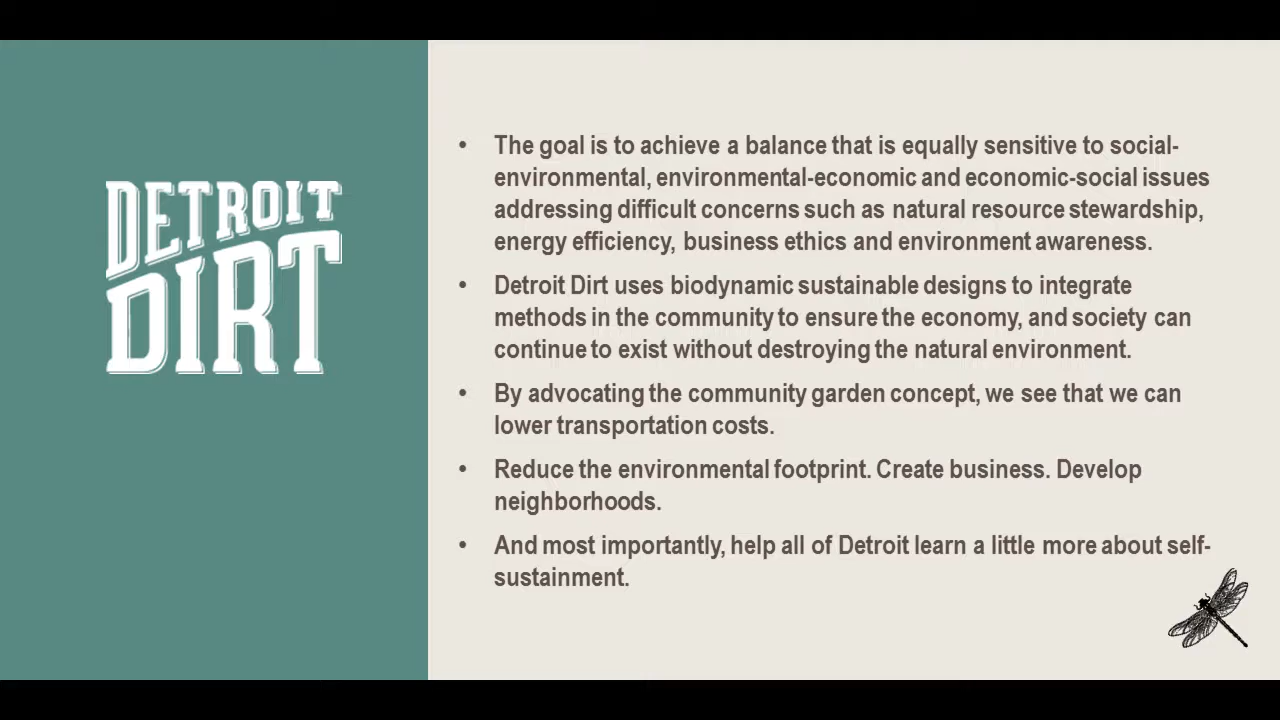 DETROIT
DIRT
• The goal is to achieve a balance that is equally sensitive to social-
environmental, environmental-economic and economic-social issues
addressing difficult concerns such as natural resource stewardship,
energy efficiency, business ethics and environment awareness.
• Detroit Dirt uses biodynamic sustainable designs to integrate
methods in the community to ensure the economy, and society can
continue to exist without destroying the natural environment.
• By advocating the community garden concept, we see that we can
lower transportation costs.
• Reduce the environmental footprint. Create business. Develop
neighborhoods.
• And most importantly, help all of Detroit learn a little more about self-
sustainment.